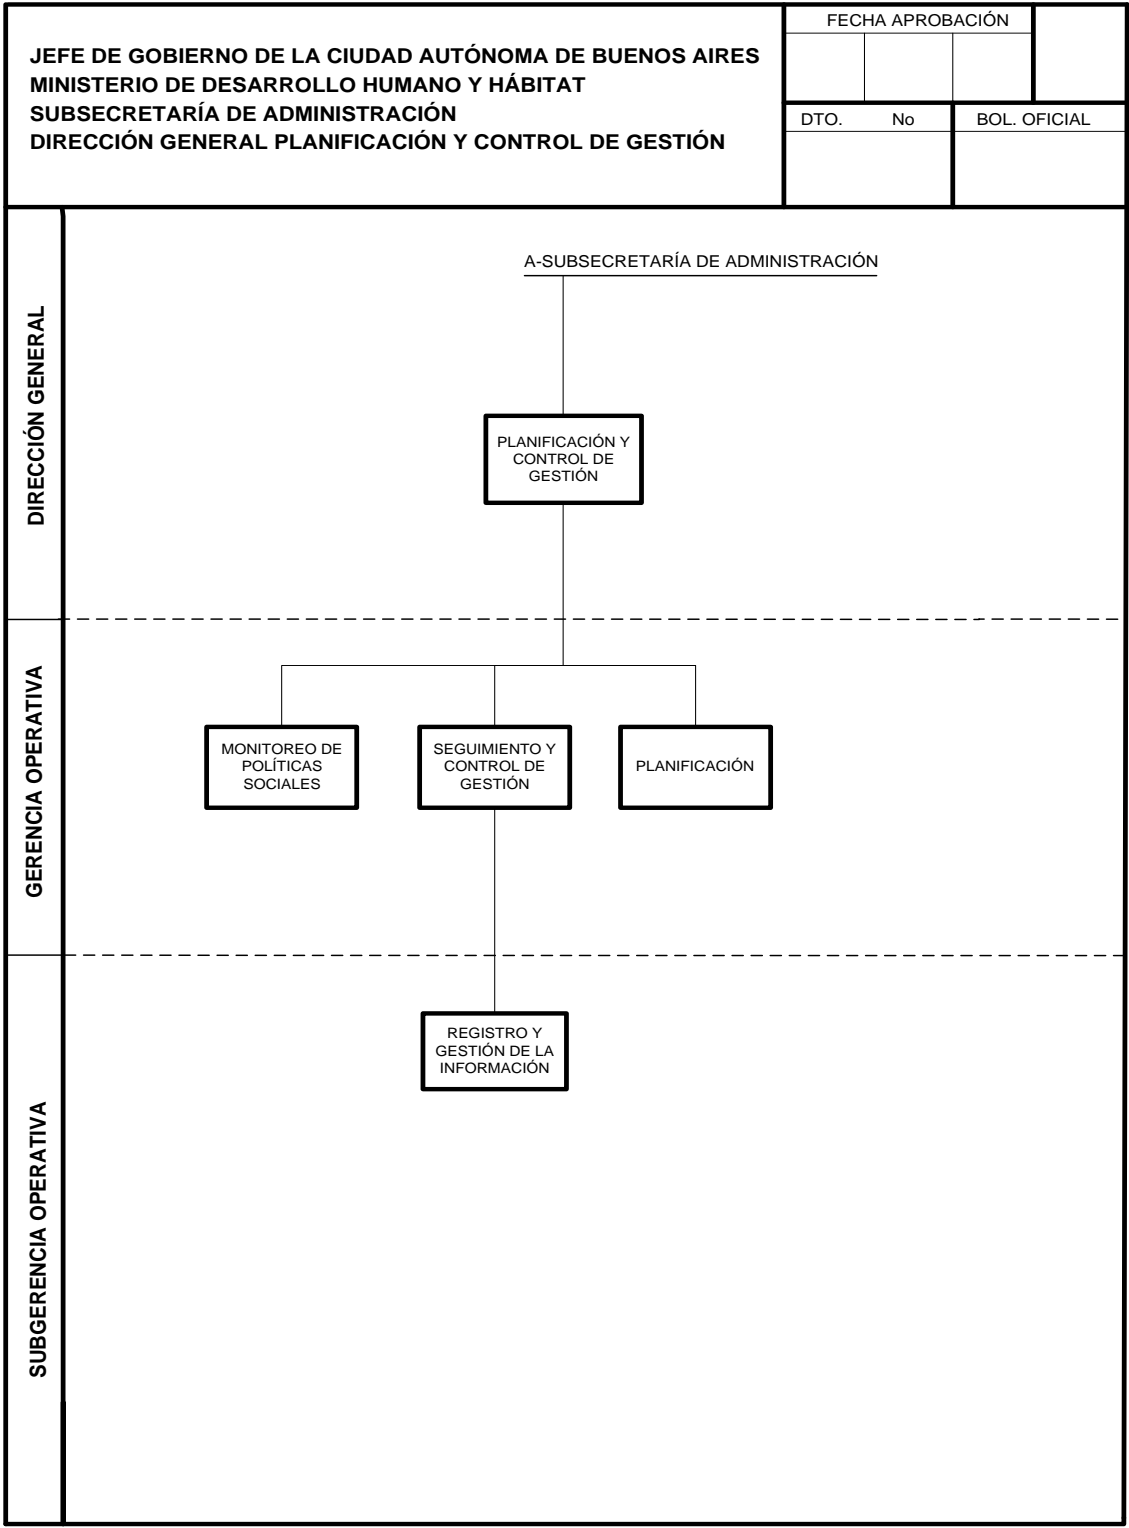 JEFE DE GOBIERNO DE LA CIUDAD AUTÓNOMA DE BUENOS AIRES
MINISTERIO DE DESARROLLO HUMANO Y HÁBITAT
SUBSECRETARÍA DE ADMINISTRACIÓN
DIRECCIÓN GENERAL PLANIFICACIÓN Y CONTROL DE GESTIÓN
FECHA APROBACIÓN
DTO. No
BOL. OFICIAL
DIRECCIÓN GENERAL
A-SUBSECRETARÍA DE ADMINISTRACIÓN
PLANIFICACIÓN Y
CONTROL DE
GESTIÓN
GERENCIA OPERATIVA
MONITOREO DE
POLÍTICAS
SOCIALES
SEGUIMIENTO Y
CONTROL DE
GESTIÓN
PLANIFICACIÓN
SUBGERENCIA OPERATIVA
REGISTRO Y
GESTIÓN DE LA
INFORMACIÓN